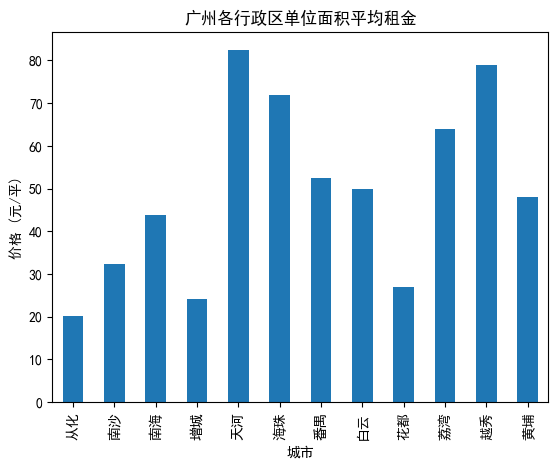 广州各行政区单位面积平均租金
价格 (元/平)
80
70
60
50
40
30
20
10
0
从化
南沙
南海
增城
天河
海珠
番禺
白云
花都
荔湾
越秀
黄埔
城市